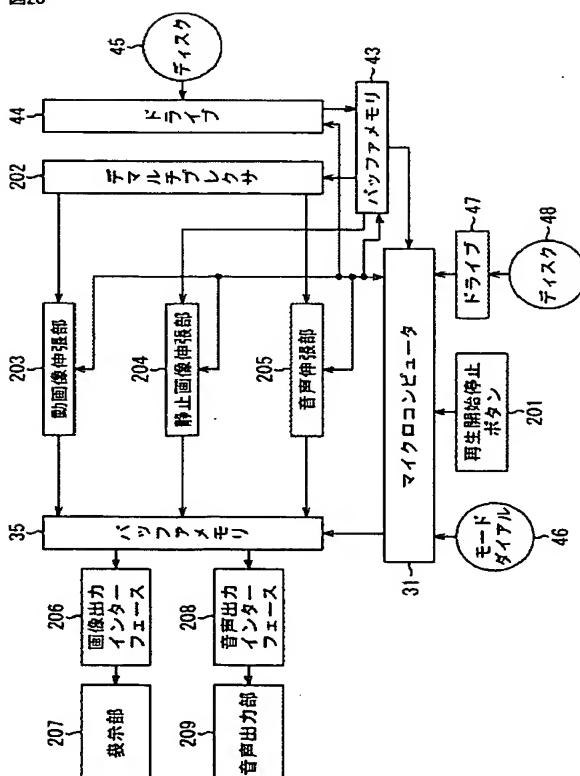 45
ディスク
44
ドライブ
43
バッファメモリ
202
デマルチプレクサ
47
ドライブ
48
ディスク
203
動画像伸張部
204
静止画像伸張部
205
音声伸張部
マイクロコンピュータ
31
再生開始停止
ボタン
201
35
バッファメモリ
モード
ダイアル
46
206
画像出力
インター
フェース
208
音声出力
インター
フェース
207
表示部
209
音声出力部